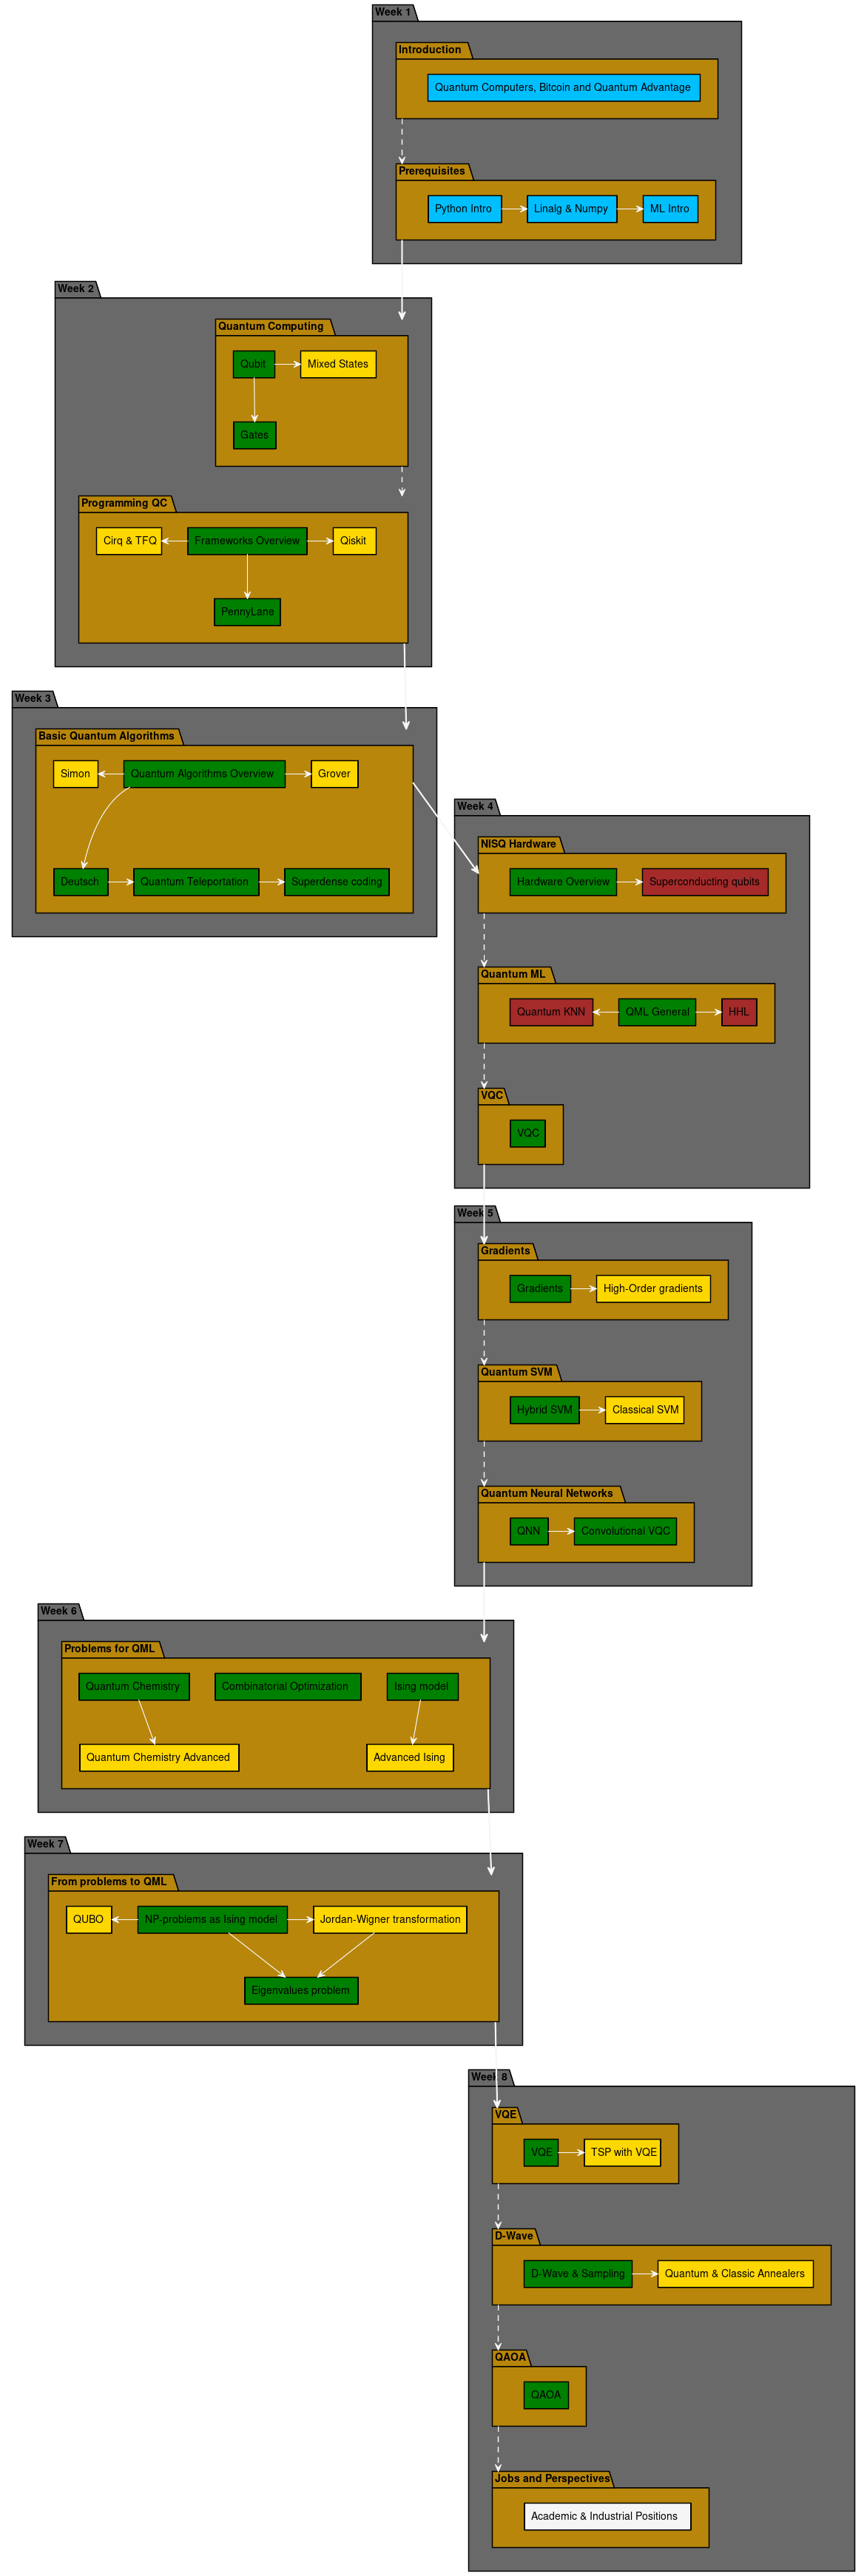 Week 1
Introduction
Quantum Computers, Bitcoin and Quantum Advantage
Prerequisites
Python Intro
Linalg & Numpy
ML Intro
Week 2
Quantum Computing
Qubit
Mixed States
Gates
Programming QC
Cirq & TFQ
Frameworks Overview
Qiskit
PennyLane
Week 3
Basic Quantum Algorithms
Simon
Quantum Algorithms Overview
Grover
Deutsch
Quantum Teleportation
Superdense coding
Week 4
NISQ Hardware
Hardware Overview
Superconducting qubits
Quantum ML
Quantum KNN
QML General
HHL
VQC
VQC
Week 5
Gradients
Gradients
High-Order gradients
Quantum SVM
Hybrid SVM
Classical SVM
Quantum Neural Networks
QNN
Convolutional VQC
Week 6
Problems for QML
Quantum Chemistry
Combinatorial Optimization
Ising model
Quantum Chemistry Advanced
Advanced Ising
Week 7
From problems to QML
QUBO
NP-problems as Ising model
Jordan-Wigner transformation
Eigenvalues problem
Week 8
VQE
VQE
TSP with VQE
D-Wave
D-Wave & Sampling
Quantum & Classic Annealers
QAOA
QAOA
Jobs and Perspectives
Academic & Industrial Positions